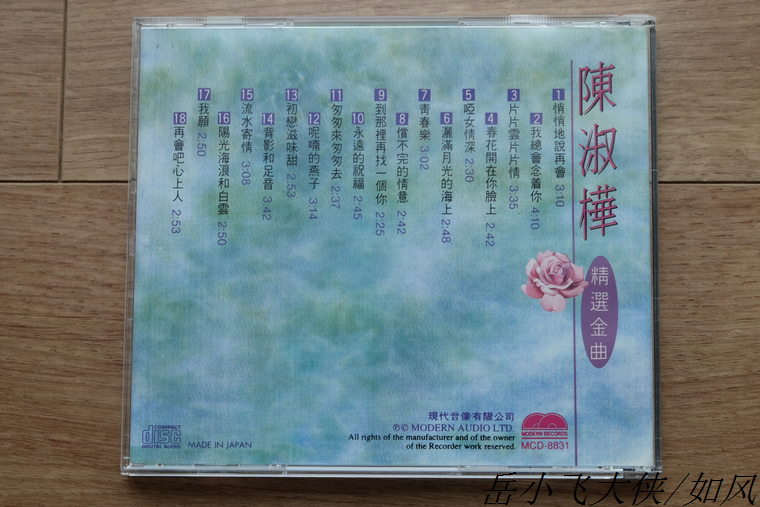 陳淑樺
精選金曲
1 悄悄地說再會 3:10
2 我總會念着你 4:10
3 片片雲片片情 3:35
4 春花開在你臉上 2:42
5 啞女情深 2:30
6 灑滿月光的海上 2:48
7 青春樂 3:02
8 償不完的情意 2:42
9 到那裡再找一個你 2:25
10 永遠的祝福 2:45
11 匆匆來匆匆去 2:37
12 呢喃的燕子 3:14
13 初戀滋味甜 2:53
14 背影和足音 3:42
15 流水寄情 3:08
16 陽光海浪和白雲 2:50
17 我願 2:50
18 再會吧心上人 2:53
現代音像有限公司
℗© MODERN AUDIO LTD.
All rights of the manufacturer and of the owner
of the Recorder work reserved.
MODERN RECORDS
MCD-8831
COMPACT
disc
DIGITAL AUDIO
MADE IN JAPAN
岳小飞大侠/如风